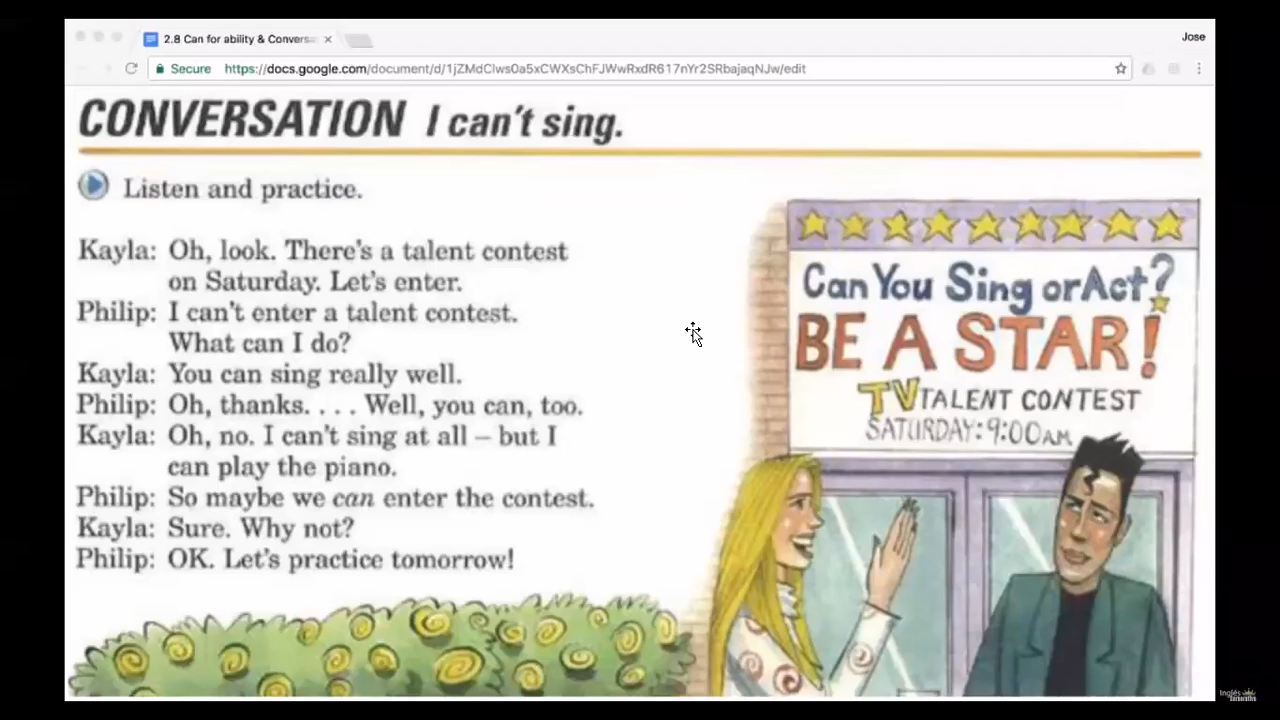 2.8 Can for ability & Convers
Jose
Secure https://docs.google.com/document/d/1jZMdClws0a5xCWXsChFJWwRxdR617nYr2SRbajaqNJw/edit
CONVERSATION I can't sing.
Listen and practice.
Kayla: Oh, look. There's a talent contest
on Saturday. Let's enter.
Philip: I can't enter a talent contest.
What can I do?
Kayla: You can sing really well.
Philip: Oh, thanks. . . . Well, you can, too.
Kayla: Oh, no. I can't sing at all – but I
can play the piano.
Philip: So maybe we can enter the contest.
Kayla: Sure. Why not?
Philip: OK. Let's practice tomorrow!
Can You Sing or Act?
BE A STAR!
TV TALENT CONTEST
SATURDAY: 9:00 AM
Inglés